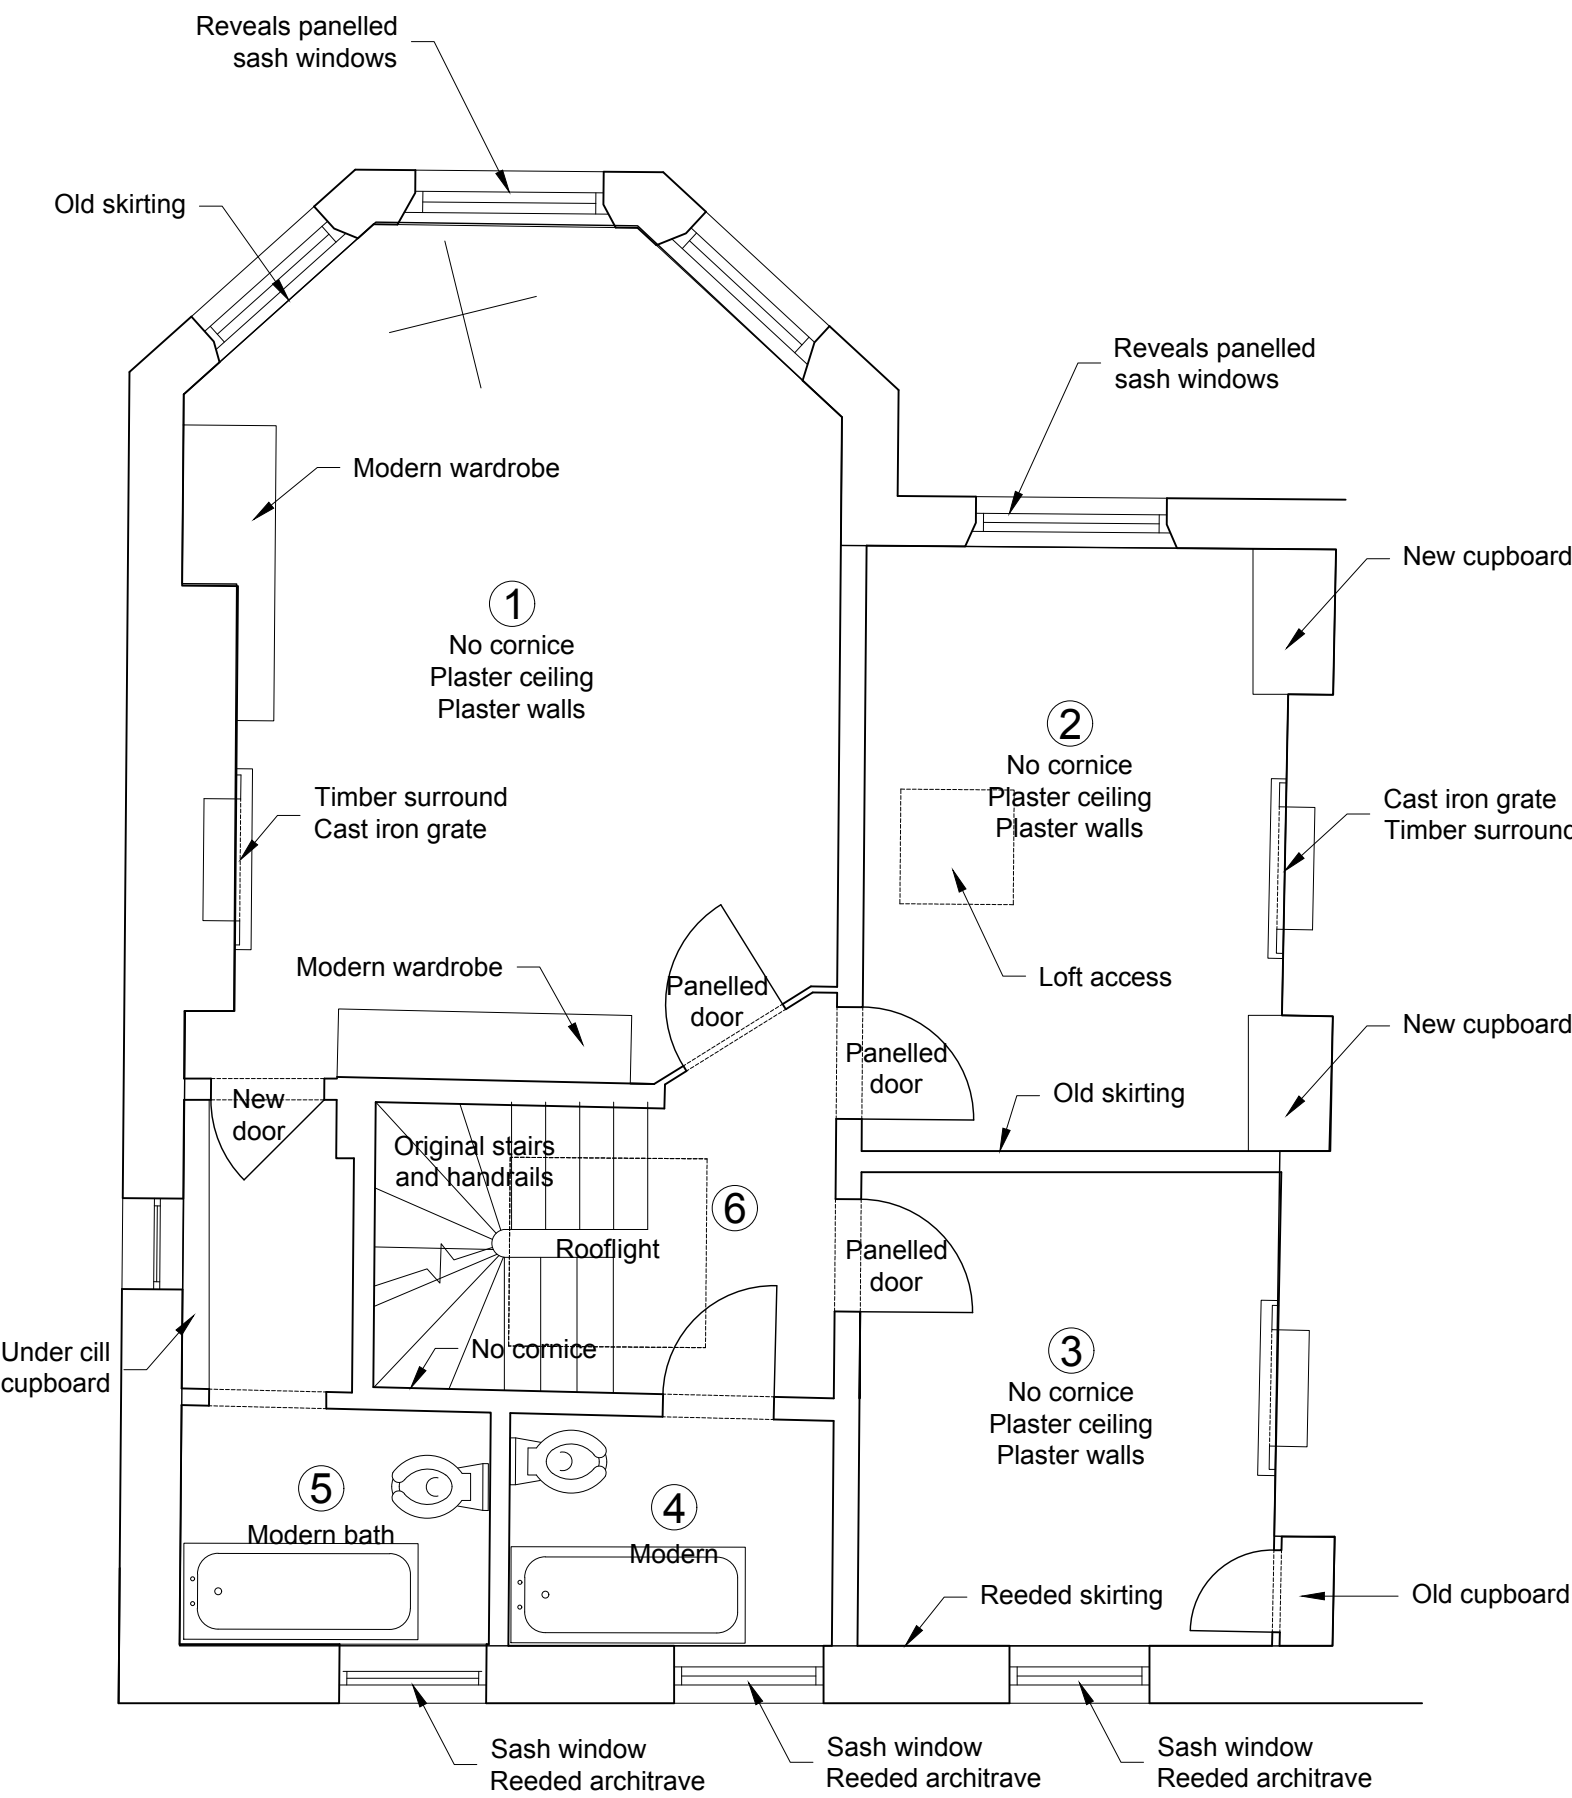 Reveals panelled
sash windows
Old skirting
Reveals panelled
sash windows
Modern wardrobe
New cupboard
1
No cornice
Plaster ceiling
Plaster walls
2
No cornice
Plaster ceiling
Plaster walls
Timber surround
Cast iron grate
Cast iron grate
Timber surround
Modern wardrobe
Panelled
door
Loft access
New cupboard
Panelled
door
New
door
Old skirting
Original stairs
and handrails
6
Rooflight
Panelled
door
Under cill
cupboard
No cornice
3
No cornice
Plaster ceiling
Plaster walls
5
Modern bath
4
Modern
Reeded skirting
Old cupboard
Sash window
Reeded architrave
Sash window
Reeded architrave
Sash window
Reeded architrave